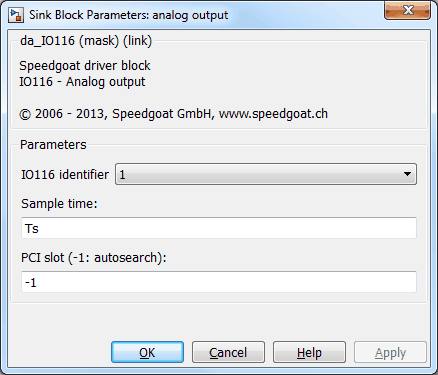 Sink Block Parameters: analog output
da_IO116 (mask) (link)
Speedgoat driver block
IO116 - Analog output
© 2006 - 2013, Speedgoat GmbH, www.speedgoat.ch
Parameters
IO116 identifier 1
Sample time:
Ts
PCI slot (-1: autosearch):
-1
OK Cancel Help Apply